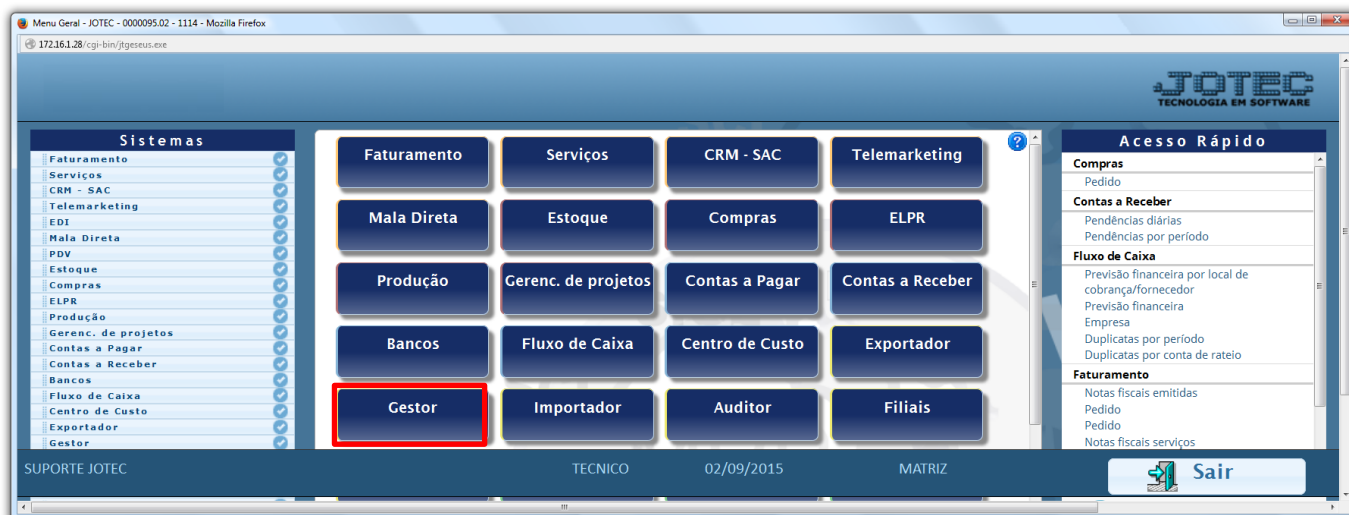 Menu Geral - JOTEC - 0000095.02 - 1114 - Mozilla Firefox
172.16.1.28/cgi-bin/jtgeseus.exe
JOTEC
TECNOLOGIA EM SOFTWARE
Sistemas
Faturamento
Serviços
CRM - SAC
Telemarketing
EDI
Mala Direta
PDV
Estoque
Compras
ELPR
Produção
Gerenc. de projetos
Contas a Pagar
Contas a Receber
Bancos
Fluxo de Caixa
Centro de Custo
Exportador
Gestor
Faturamento
Serviços
CRM - SAC
Telemarketing
Mala Direta
Estoque
Compras
ELPR
Produção
Gerenc. de projetos
Contas a Pagar
Contas a Receber
Bancos
Fluxo de Caixa
Centro de Custo
Exportador
Gestor
Importador
Auditor
Filiais
?
Acesso Rápido
Compras
Pedido
Contas a Receber
Pendências diárias
Pendências por período
Fluxo de Caixa
Previsão financeira por local de
cobrança/fornecedor
Previsão financeira
Empresa
Duplicatas por período
Duplicatas por conta de rateio
Faturamento
Notas fiscais emitidas
Pedido
Pedido
Notas fiscais serviços
SUPORTE JOTEC
TECNICO
02/09/2015
MATRIZ
Sair